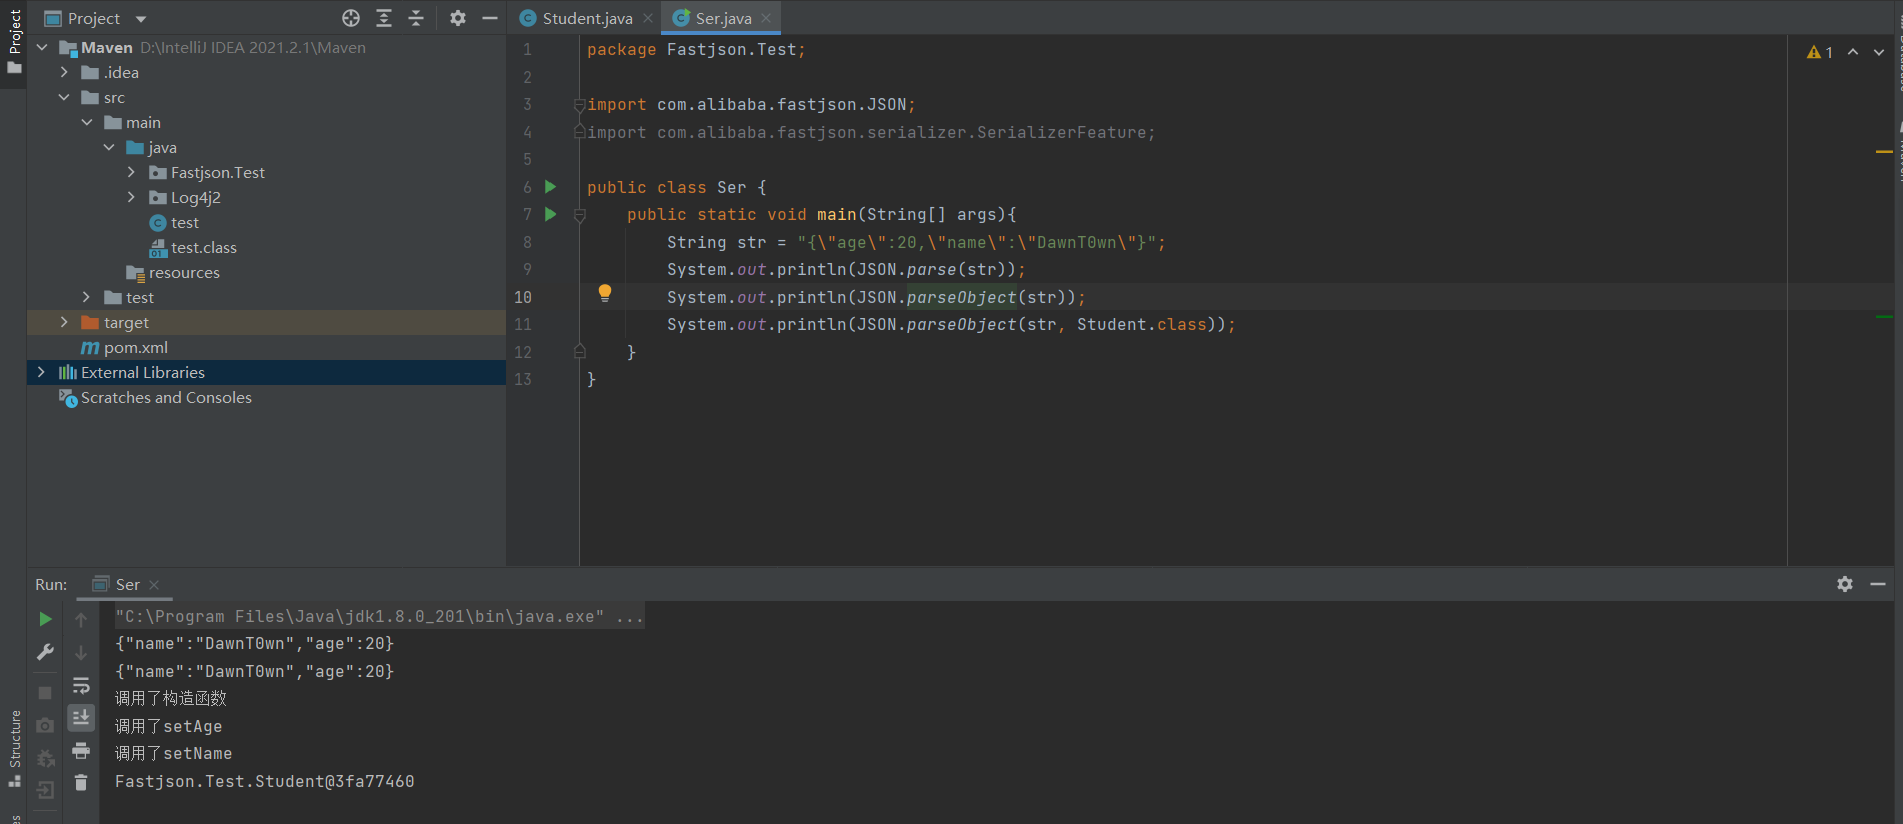 Project
Project
Maven D:\IntelliJ IDEA 2021.2.1\Maven
.idea
src
main
java
Fastjson.Test
Log4j2
test
test.class
resources
test
target
pom.xml
External Libraries
Scratches and Consoles
Structure
Student.java
Ser.java
1
1 package Fastjson.Test;
2
3 import com.alibaba.fastjson.JSON;
4 import com.alibaba.fastjson.serializer.SerializerFeature;
5
6 public class Ser {
7 public static void main(String[] args){
8 String str = "{\"age\":20,\"name\":\"DawnT0wn\"}";
9 System.out.println(JSON.parse(str));
10 System.out.println(JSON.parseObject(str));
11 System.out.println(JSON.parseObject(str, Student.class));
12 }
13 }
Run: Ser
"C:\Program Files\Java\jdk1.8.0_201\bin\java.exe" ...
{"name":"DawnT0wn","age":20}
{"name":"DawnT0wn","age":20}
调用了构造函数
调用了setAge
调用了setName
Fastjson.Test.Student@3fa77460